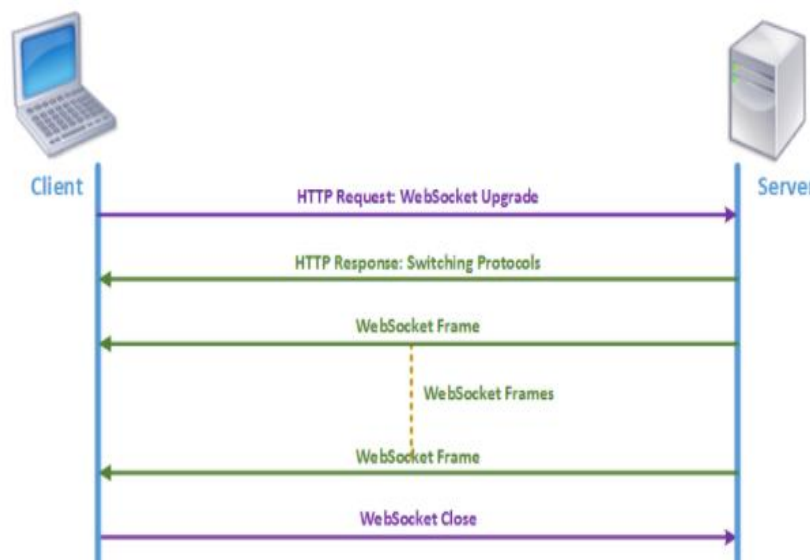 Client
Server
HTTP Request: WebSocket Upgrade
HTTP Response: Switching Protocols
WebSocket Frame
WebSocket Frames
WebSocket Frame
WebSocket Close